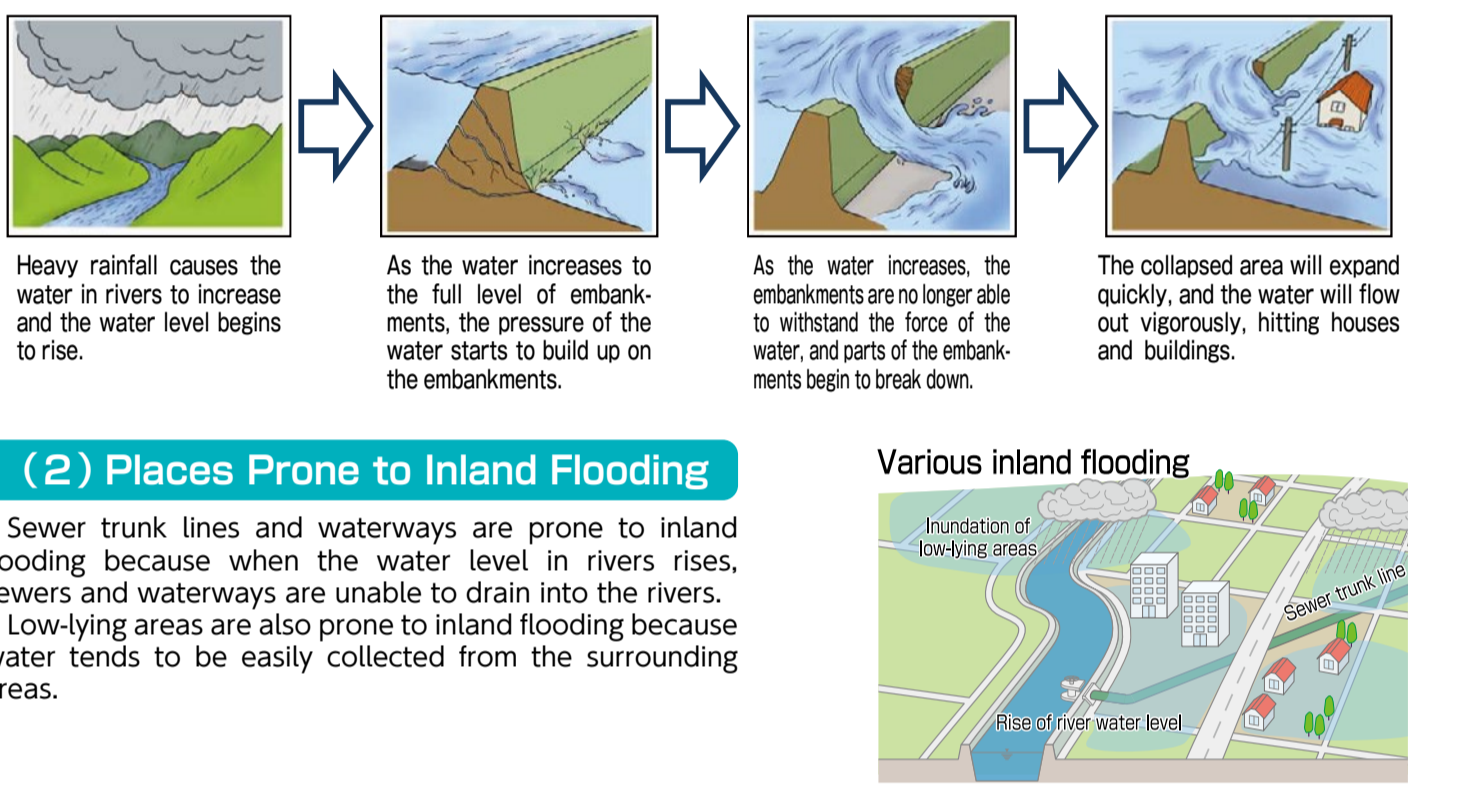 Heavy rainfall causes the
water in rivers to increase
and the water level begins
to rise.
As the water increases to
the full level of embank-
ments, the pressure of the
water starts to build up on
the embankments.
As the water increases, the
embankments are no longer able
to withstand the force of the
water, and parts of the embank-
ments begin to break down.
The collapsed area will expand
quickly, and the water will flow
out vigorously, hitting houses
and buildings.
(2) Places Prone to Inland Flooding
Sewer trunk lines and waterways are prone to inland
ooding because when the water level in rivers rises,
ewers and waterways are unable to drain into the rivers.
Low-lying areas are also prone to inland flooding because
water tends to be easily collected from the surrounding
reas.
Various inland flooding
Inundation of
low-lying areas
Sewer trunk line
Rise of river water level